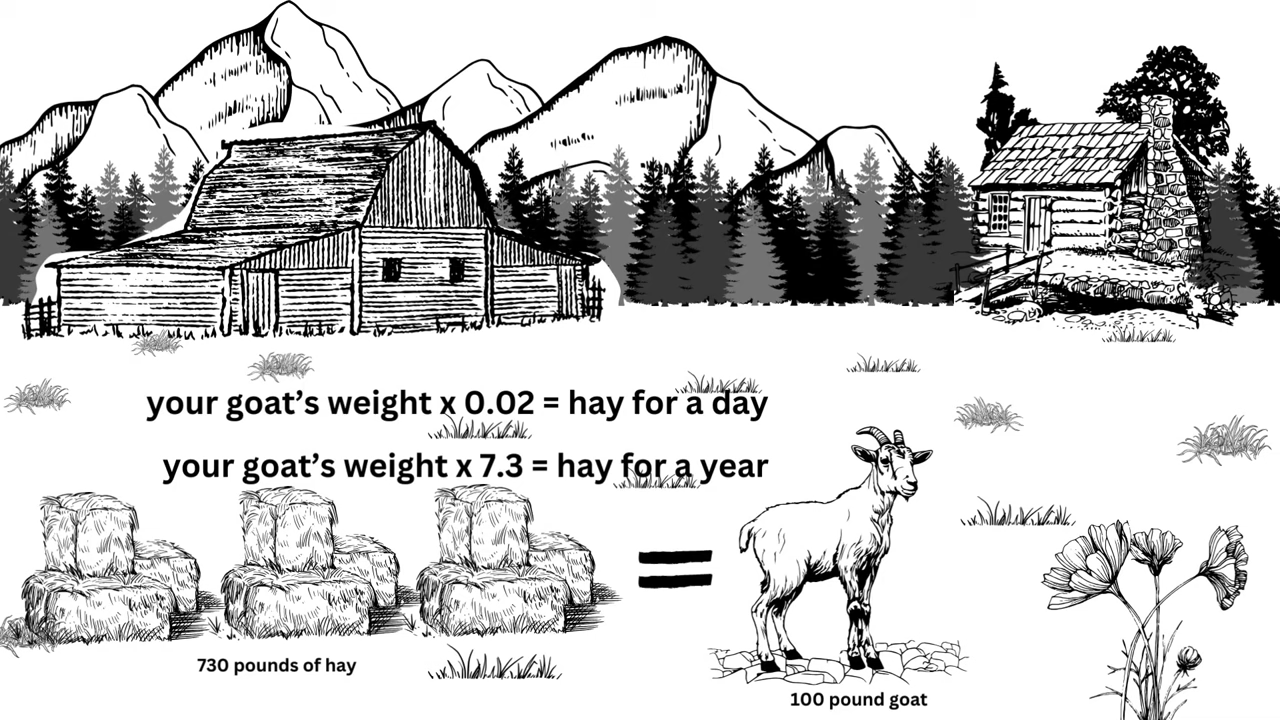 your goat’s weight x 0.02 = hay for a day
your goat’s weight x 7.3 = hay for a year
730 pounds of hay
100 pound goat